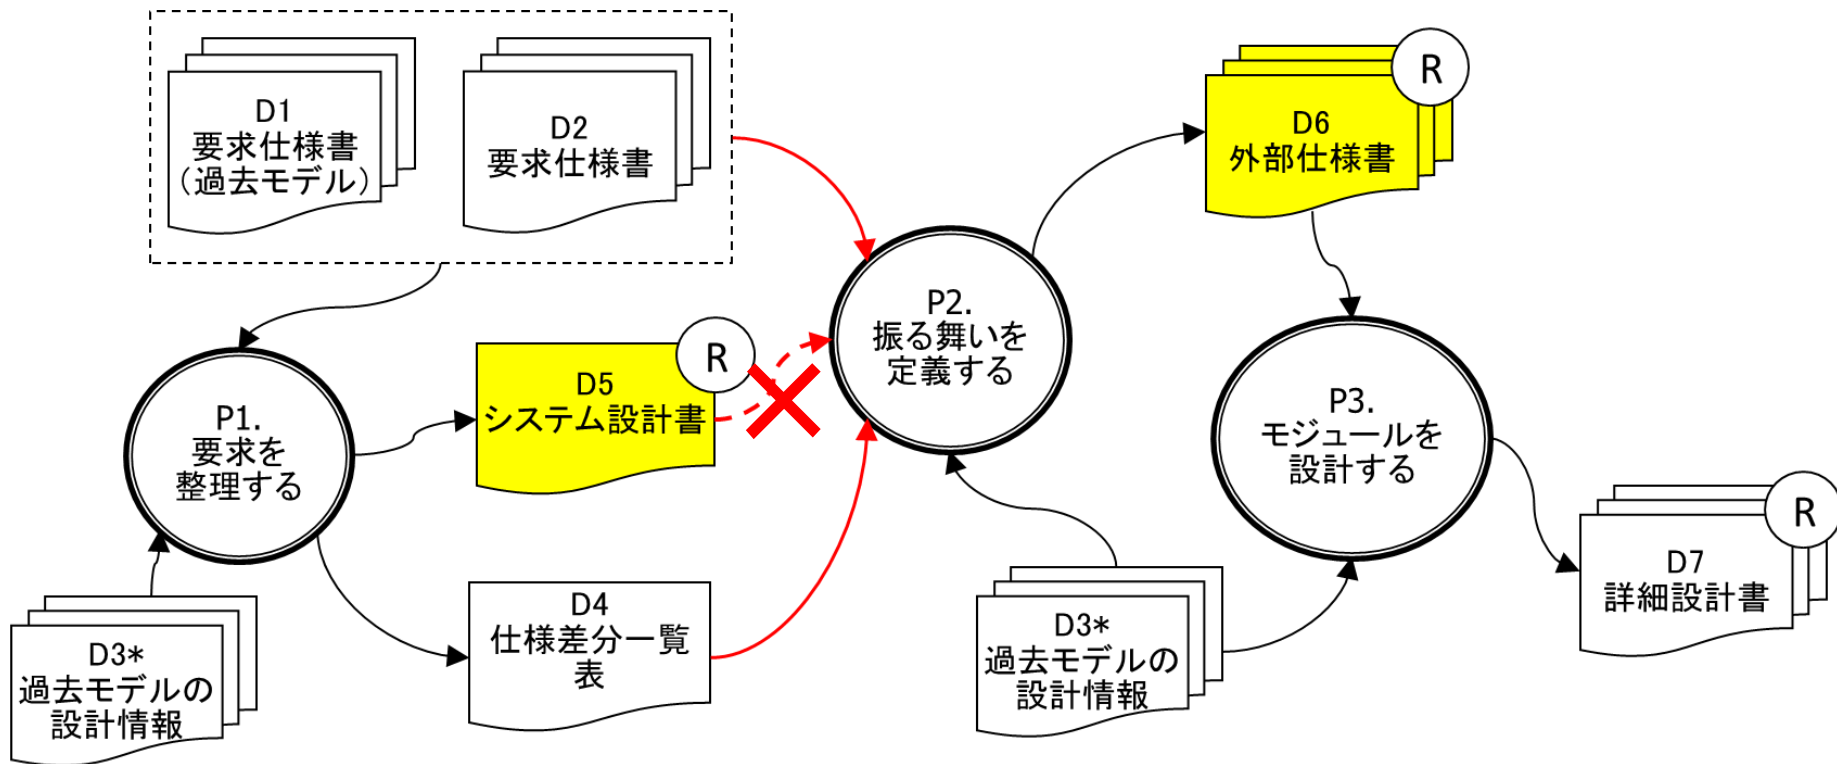 D1
要求仕様書
（過去モデル）
D2
要求仕様書
R
D6
外部仕様書
P2.
振る舞いを
定義する
R
D5
システム設計書
P1.
要求を
整理する
P3.
モジュールを
設計する
R
D7
詳細設計書
D4
仕様差分一覧
表
D3*
過去モデルの
設計情報
D3*
過去モデルの
設計情報